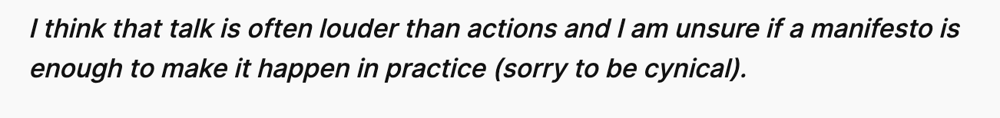 I think that talk is often louder than actions and I am unsure if a manifesto is
enough to make it happen in practice (sorry to be cynical).